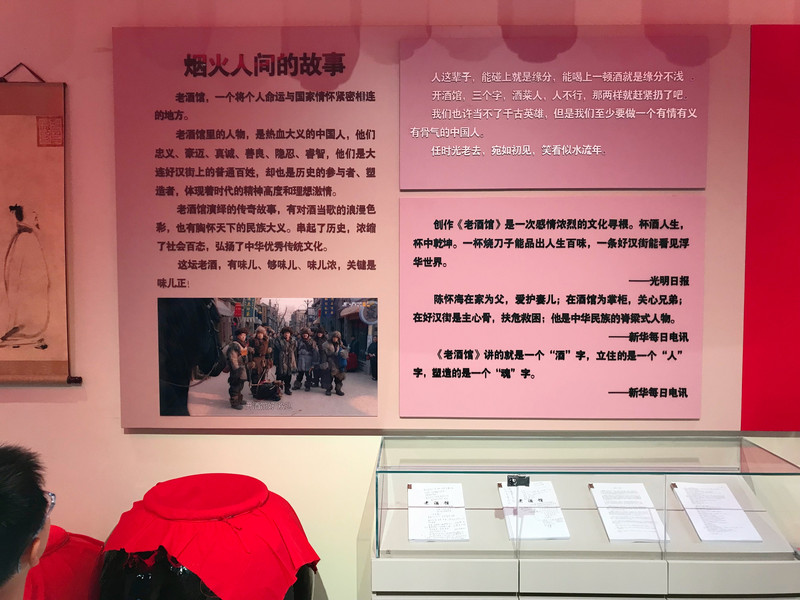 烟火人间的故事
老酒馆，一个将个人命运与国家情怀紧密相连
的地方。
老酒馆里的人物，是热血大义的中国人，他们
忠义、豪迈、真诚、善良、隐忍、睿智，他们是大
连好汉街上的普通百姓，却也是历史的参与者、塑
造者，体现着时代的精神高度和理想激情。
老酒馆演绎的传奇故事，有对酒当歌的浪漫色
彩，也有胸怀天下的民族大义。串起了历史，浓缩
了社会百态，弘扬了中华优秀传统文化。
这坛老酒，有味儿、够味儿、味儿浓，关键是
味儿正！
人这辈子，能碰上就是缘分，能喝上一顿酒就是缘分不浅。
开酒馆，三个字，酒菜人，人不行，那两样就赶紧扔了吧。
我们也许当不了千古英雄，但是我们至少要做一个有情有义
有骨气的中国人。
任时光老去，宛如初见，笑看似水流年。
创作《老酒馆》是一次感情浓烈的文化寻根。杯酒人生，
杯中乾坤。一杯烧刀子能品出人生百味，一条好汉街能看见浮
华世界。
——光明日报
陈怀海在家为父，爱护妻儿；在酒馆为掌柜，关心兄弟；
在好汉街是主心骨，扶危救困；他是中华民族的脊梁式人物。
——新华每日电讯
《老酒馆》讲的就是一个“酒”字，立住的是一个“人”
字，塑造的是一个“魂”字。
——新华每日电讯
老酒馆
老酒馆